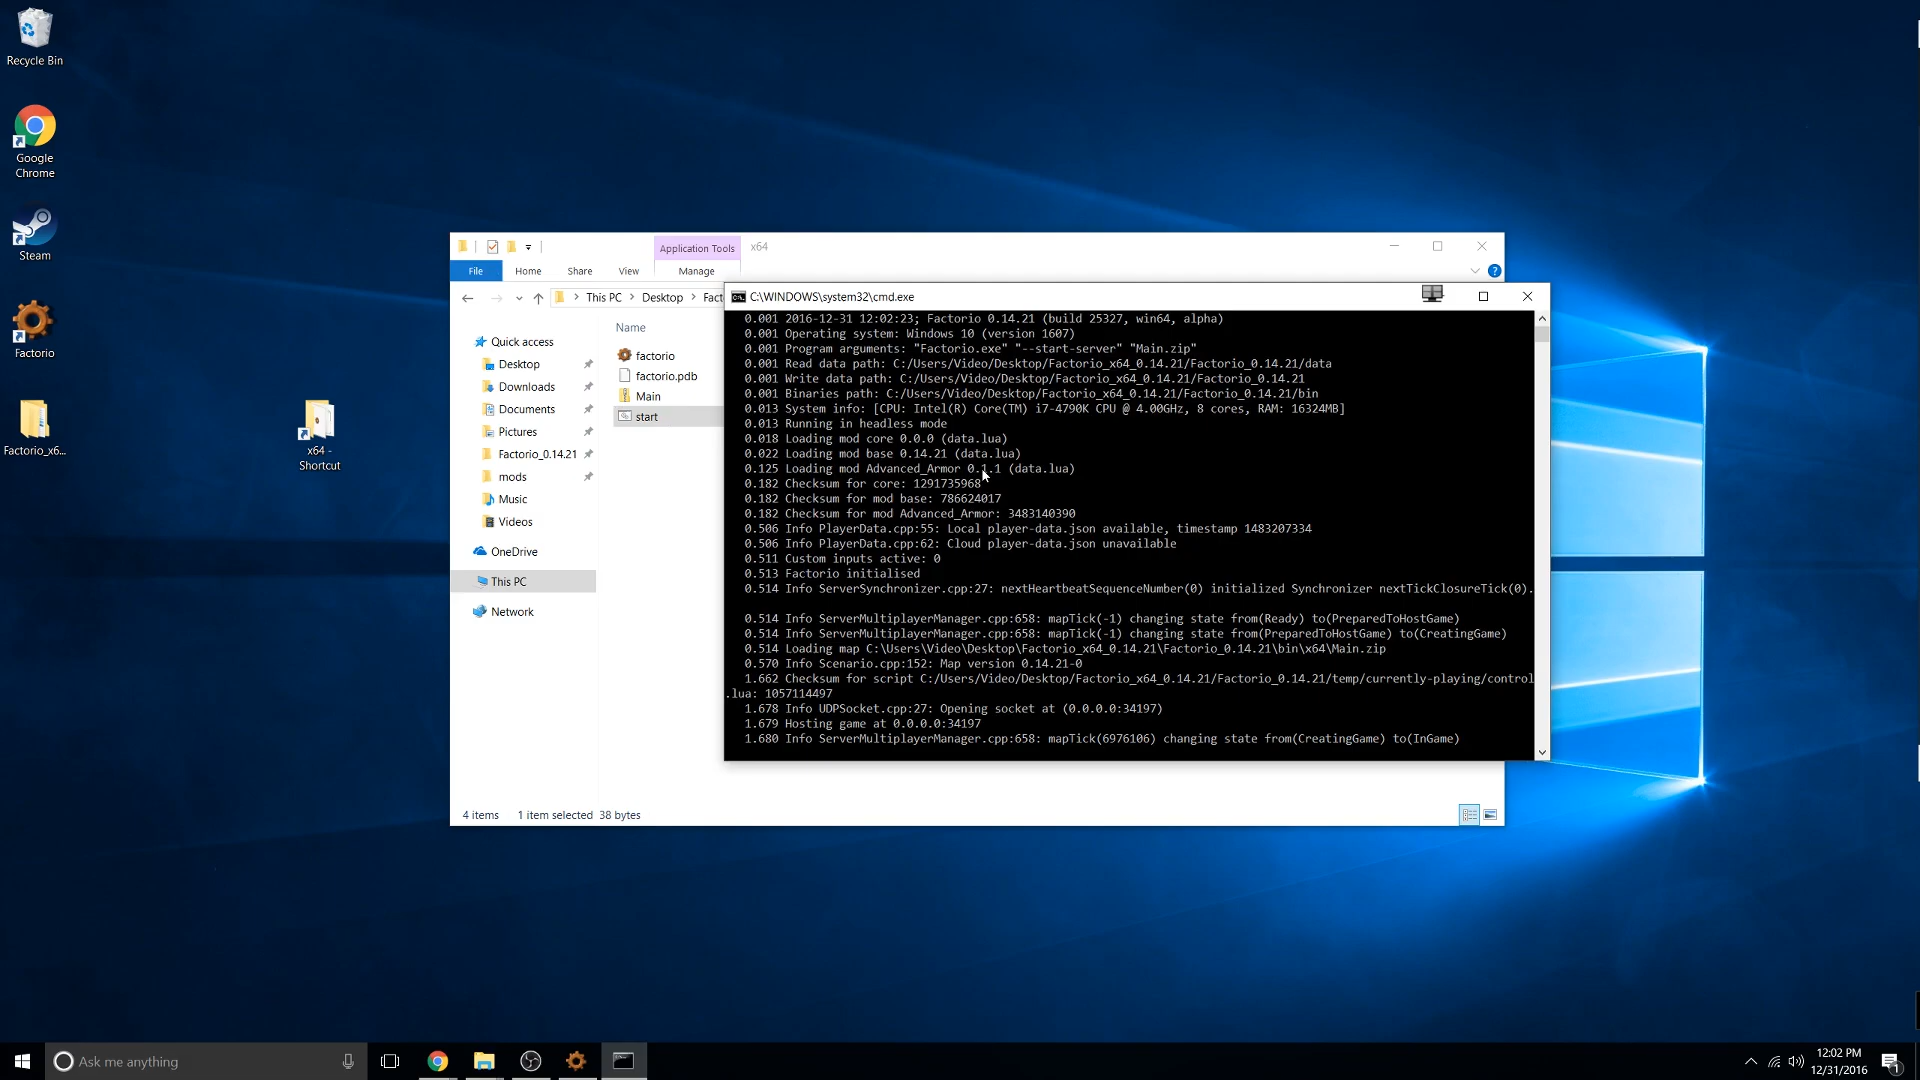 Recycle Bin
Google
Chrome
Steam
Factorio
Factorio_x6...
x64 -
Shortcut
Application Tools
x64
File
Home
Share
View
Manage
This PC
Desktop
Fact
Quick access
Desktop
Downloads
Documents
Pictures
Factorio_0.14.21
mods
Music
Videos
OneDrive
This PC
Network
Name
factorio
factorio.pdb
Main
start
4 items
1 item selected
38 bytes
C:\WINDOWS\system32\cmd.exe
0.001 2016-12-31 12:02:23; Factorio 0.14.21 (build 25327, win64, alpha)
0.001 Operating system: Windows 10 (version 1607)
0.001 Program arguments: "Factorio.exe" "--start-server" "Main.zip"
0.001 Read data path: C:/Users/Video/Desktop/Factorio_x64_0.14.21/Factorio_0.14.21/data
0.001 Write data path: C:/Users/Video/Desktop/Factorio_x64_0.14.21/Factorio_0.14.21
0.001 Binaries path: C:/Users/Video/Desktop/Factorio_x64_0.14.21/Factorio_0.14.21/bin
0.013 System info: [CPU: Intel(R) Core(TM) i7-4790K CPU @ 4.00GHz, 8 cores, RAM: 16324MB]
0.013 Running in headless mode
0.018 Loading mod core 0.0.0 (data.lua)
0.022 Loading mod base 0.14.21 (data.lua)
0.125 Loading mod Advanced_Armor 0.1.1 (data.lua)
0.182 Checksum for core: 1291735968
0.182 Checksum for mod base: 786624017
0.182 Checksum for mod Advanced_Armor: 3483140390
0.506 Info PlayerData.cpp:55: Local player-data.json available, timestamp 1483207334
0.506 Info PlayerData.cpp:62: Cloud player-data.json unavailable
0.511 Custom inputs active: 0
0.513 Factorio initialised
0.514 Info ServerSynchronizer.cpp:27: nextHeartbeatSequenceNumber(0) initialized Synchronizer nextTickClosureTick(0).
0.514 Info ServerMultiplayerManager.cpp:658: mapTick(-1) changing state from(Ready) to(PreparedToHostGame)
0.514 Info ServerMultiplayerManager.cpp:658: mapTick(-1) changing state from(PreparedToHostGame) to(CreatingGame)
0.514 Loading map C:\Users\Video\Desktop\Factorio_x64_0.14.21\Factorio_0.14.21\bin\x64\Main.zip
0.570 Info Scenario.cpp:152: Map version 0.14.21-0
1.662 Checksum for script C:/Users/Video/Desktop/Factorio_x64_0.14.21/Factorio_0.14.21/temp/currently-playing/control
.lua: 1057114497
1.678 Info UDPSocket.cpp:27: Opening socket at (0.0.0.0:34197)
1.679 Hosting game at 0.0.0.0:34197
1.680 Info ServerMultiplayerManager.cpp:658: mapTick(6976106) changing state from(CreatingGame) to(InGame)
Ask me anything
12:02 PM
12/31/2016
1